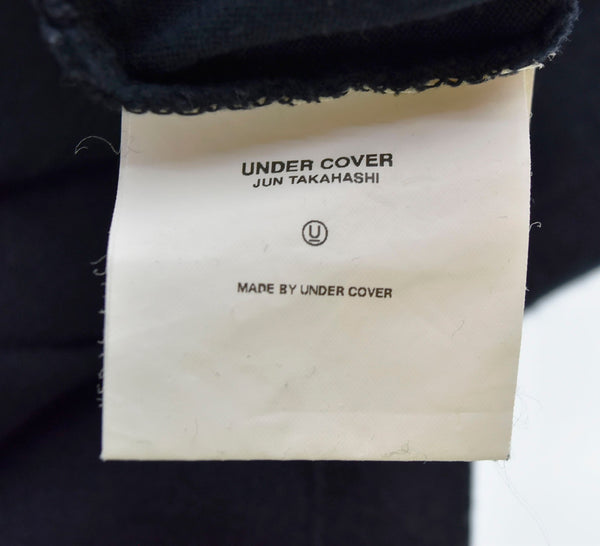 UNDER COVER
JUN TAKAHASHI
U
MADE BY UNDER COVER